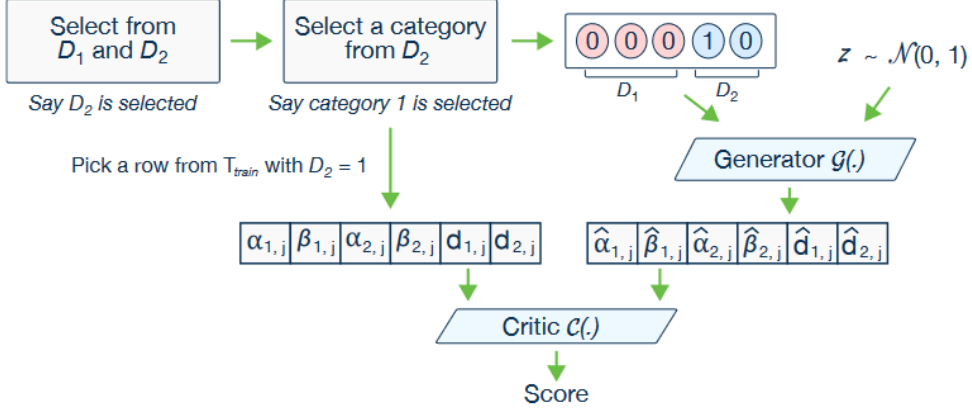 Select from
D₁ and D₂
Select a category
from D₂
0 0 0 1 0
D₁
D₂
z ~ 𝒩(0, 1)
Say D₂ is selected
Say category 1 is selected
Pick a row from T_train with D₂ = 1
Generator 𝒢(.)
α₁,ⱼ β₁,ⱼ α₂,ⱼ β₂,ⱼ d₁,ⱼ d₂,ⱼ
α̂₁,ⱼ β̂₁,ⱼ α̂₂,ⱼ β̂₂,ⱼ d̂₁,ⱼ d̂₂,ⱼ
Critic 𝒞(.)
Score